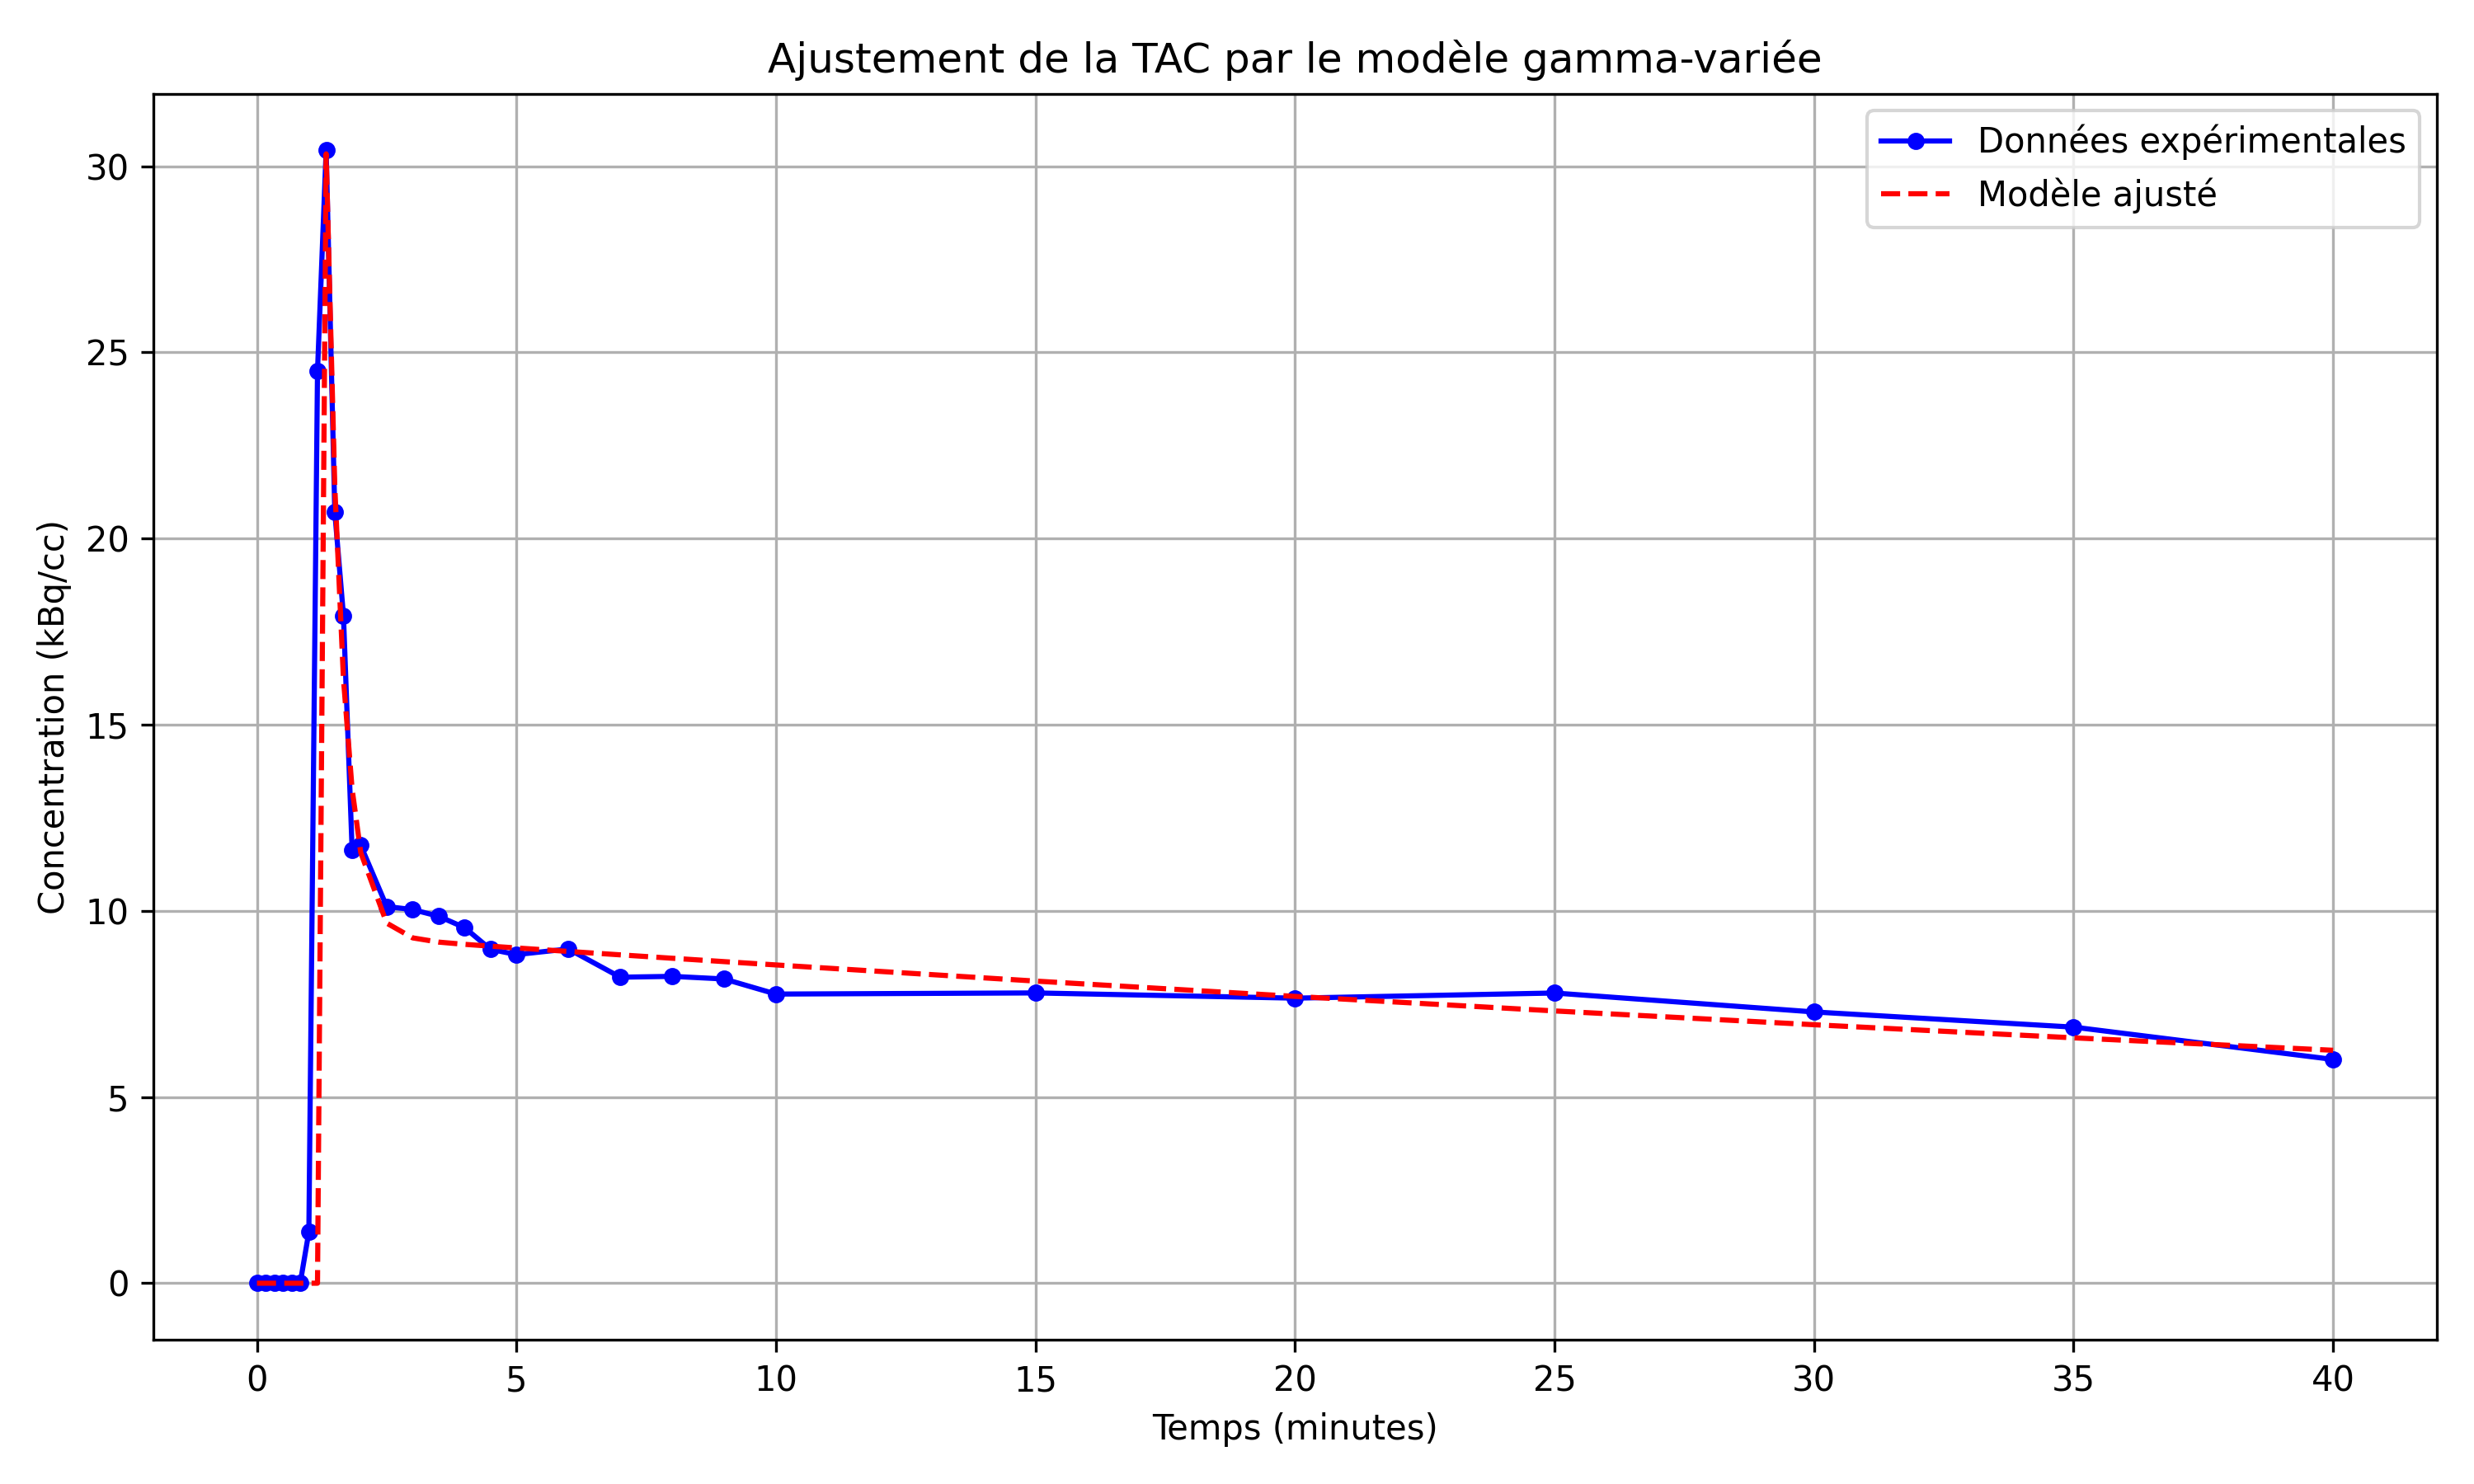 Ajustement de la TAC par le modèle gamma-variée
Données expérimentales
Modèle ajusté
Concentration (kBq/cc)
30
25
20
15
10
5
0
0 5 10 15 20 25 30 35 40
Temps (minutes)